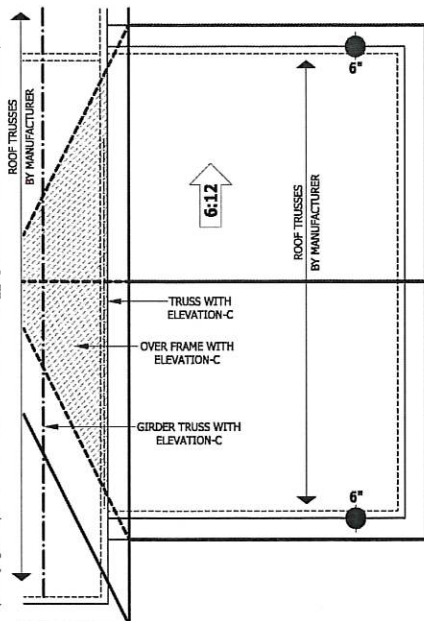 ROOF TRUSSES
BY MANUFACTURER
6"
6:12
ROOF TRUSSES
BY MANUFACTURER
TRUSS WITH
ELEVATION-C
OVER FRAME WITH
ELEVATION-C
GIRDER TRUSS WITH
ELEVATION-C
6"